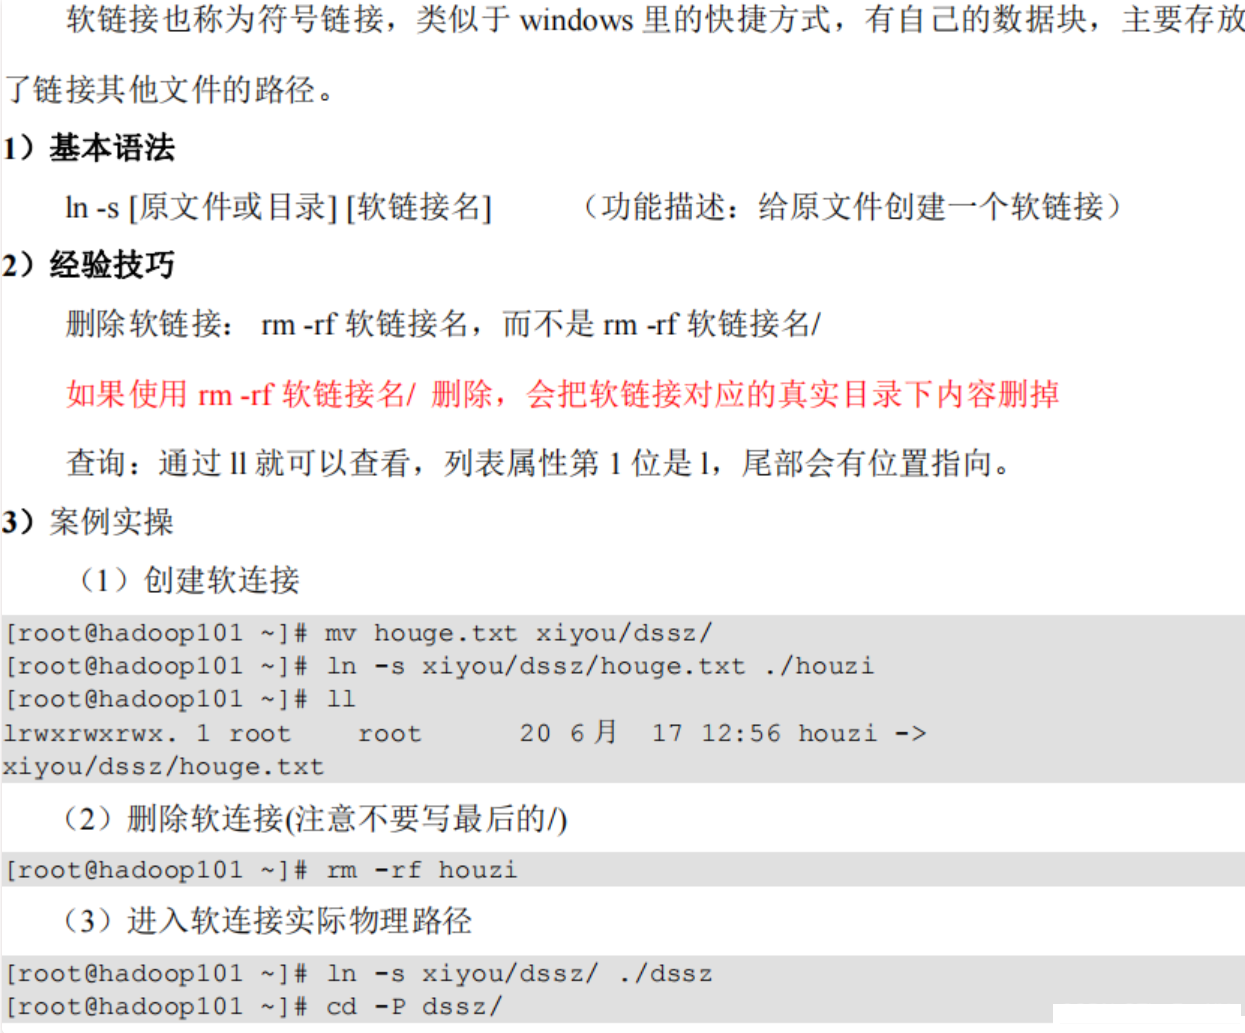 软链接也称为符号链接，类似于 windows 里的快捷方式，有自己的数据块，主要存放
了链接其他文件的路径。
1）基本语法
ln -s [原文件或目录] [软链接名] （功能描述：给原文件创建一个软链接）
2）经验技巧
删除软链接： rm -rf 软链接名，而不是 rm -rf 软链接名/
如果使用 rm -rf 软链接名/ 删除，会把软链接对应的真实目录下内容删掉
查询：通过 ll 就可以查看，列表属性第 1 位是 l，尾部会有位置指向。
3）案例实操
（1）创建软连接
[root@hadoop101 ~]# mv houge.txt xiyou/dssz/
[root@hadoop101 ~]# ln -s xiyou/dssz/houge.txt ./houzi
[root@hadoop101 ~]# ll
lrwxrwxrwx. 1 root root 20 6月 17 12:56 houzi ->
xiyou/dssz/houge.txt
（2）删除软连接(注意不要写最后的/)
[root@hadoop101 ~]# rm -rf houzi
（3）进入软连接实际物理路径
[root@hadoop101 ~]# ln -s xiyou/dssz/ ./dssz
[root@hadoop101 ~]# cd -P dssz/